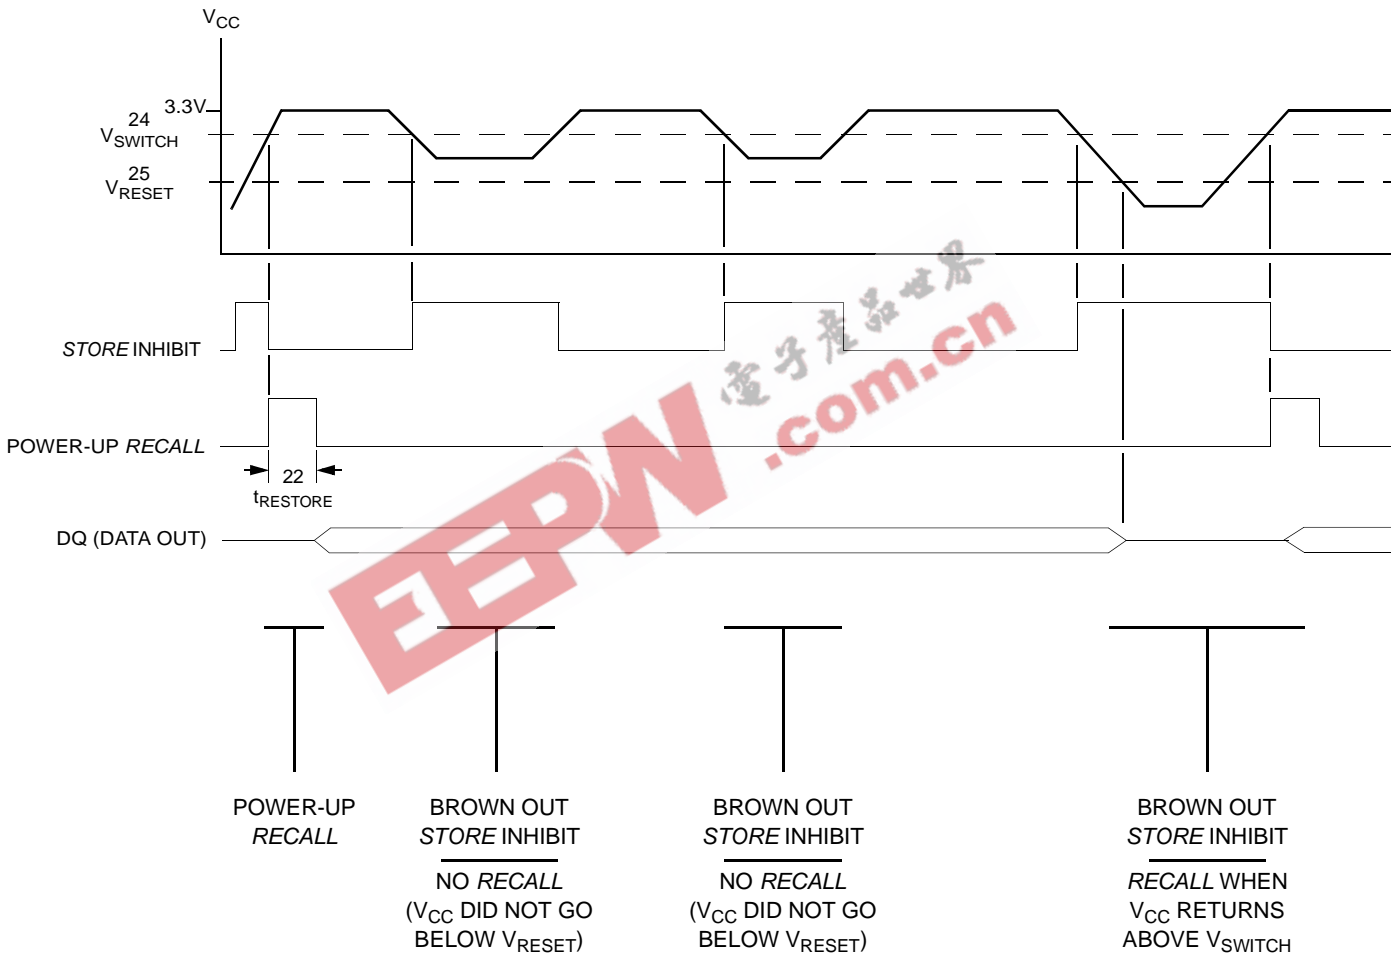 VCC
3.3V
24
VSWITCH
25
VRESET
STORE INHIBIT
POWER-UP RECALL
22
tRESTORE
DQ (DATA OUT)
電子產品世界
.com.cn
EEPW
POWER-UP
RECALL
BROWN OUT
STORE INHIBIT
NO RECALL
(VCC DID NOT GO
BELOW VRESET)
BROWN OUT
STORE INHIBIT
NO RECALL
(VCC DID NOT GO
BELOW VRESET)
BROWN OUT
STORE INHIBIT
RECALL WHEN
VCC RETURNS
ABOVE VSWITCH